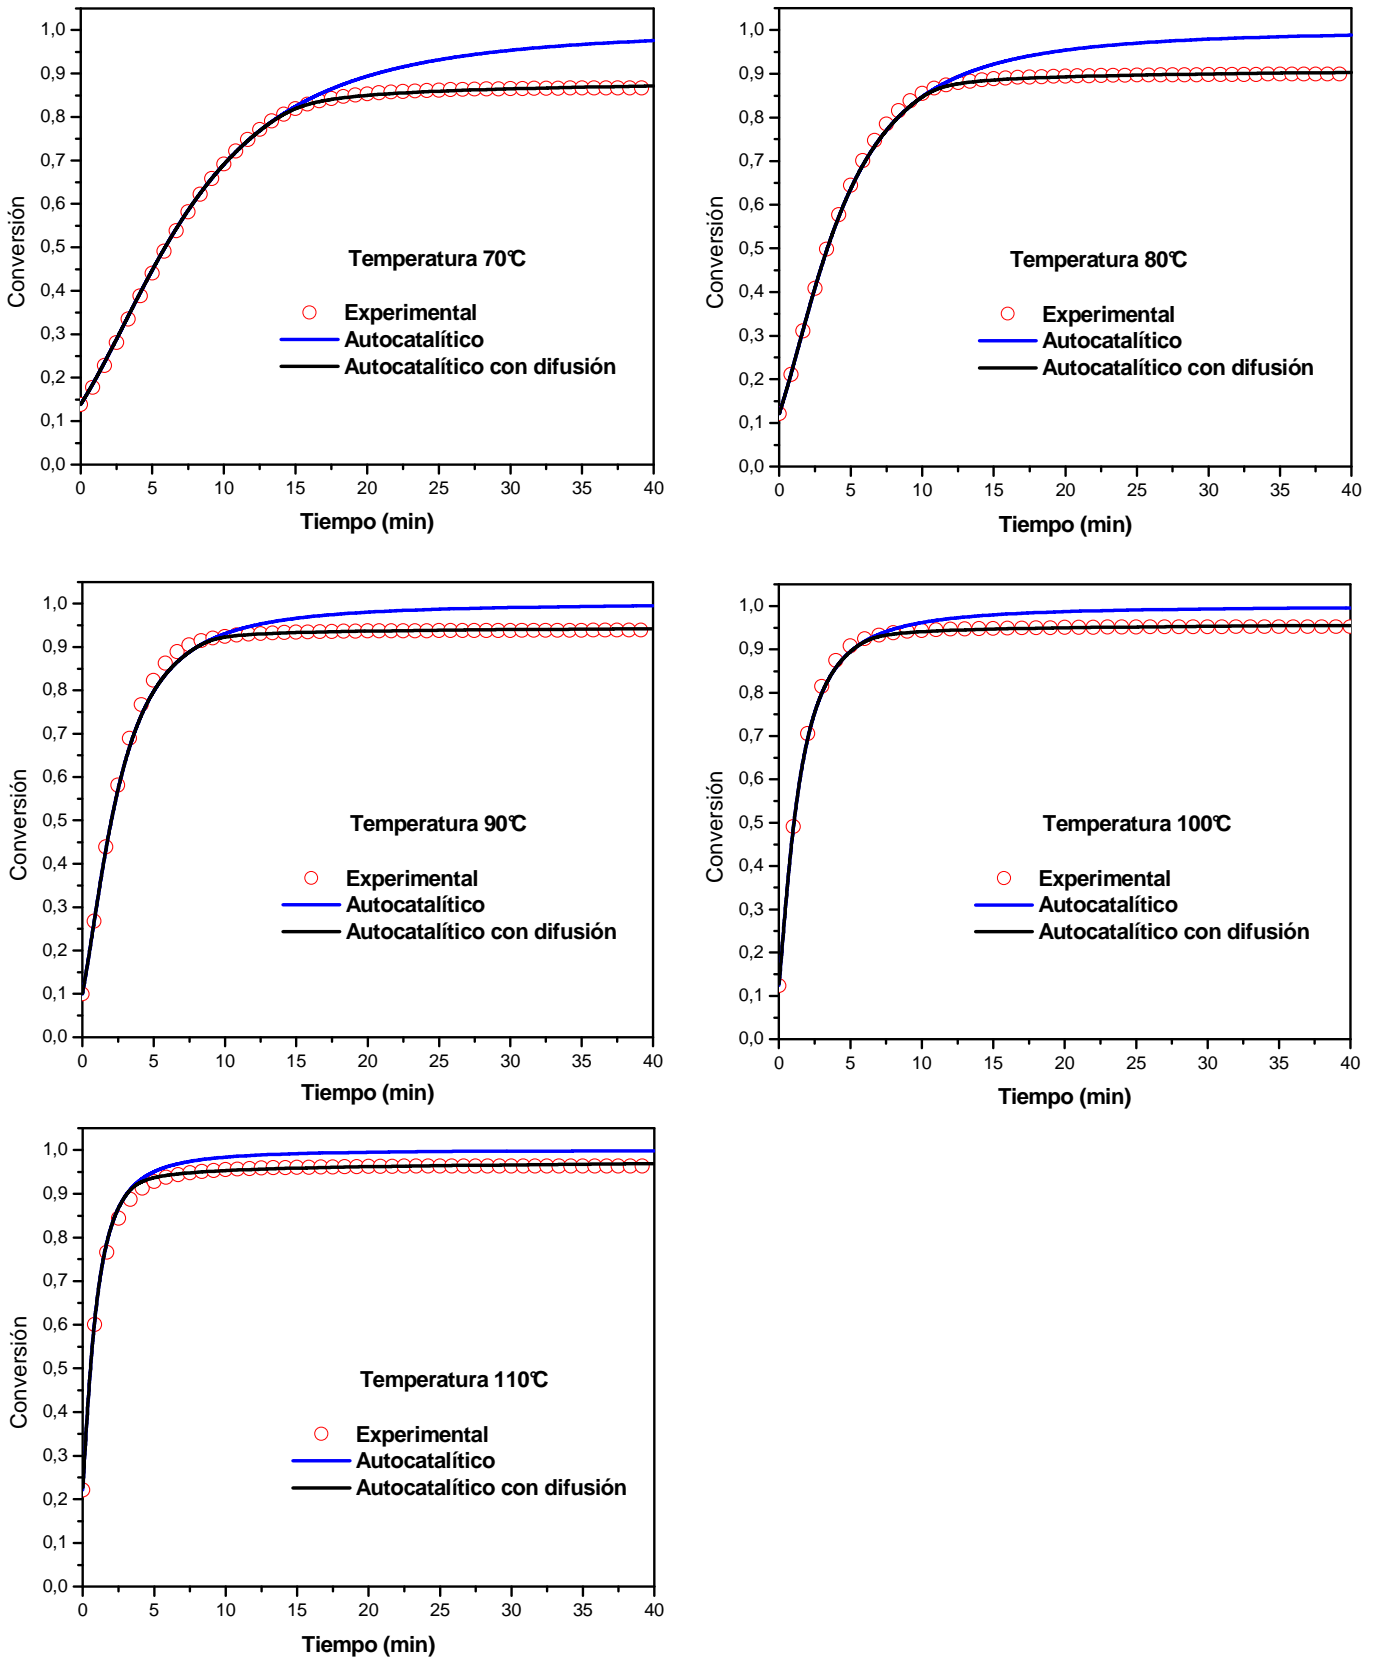 1,0
0,9
0,8
0,7
0,6
0,5
0,4
0,3
0,2
0,1
0,0
Conversión
Temperatura 70°C
Experimental
Autocatalítico
Autocatalítico con difusión
0 5 10 15 20 25 30 35 40
Tiempo (min)
1,0
0,9
0,8
0,7
0,6
0,5
0,4
0,3
0,2
0,1
0,0
Conversión
Temperatura 80°C
Experimental
Autocatalítico
Autocatalítico con difusión
0 5 10 15 20 25 30 35 40
Tiempo (min)
1,0
0,9
0,8
0,7
0,6
0,5
0,4
0,3
0,2
0,1
0,0
Conversión
Temperatura 90°C
Experimental
Autocatalítico
Autocatalítico con difusión
0 5 10 15 20 25 30 35 40
Tiempo (min)
1,0
0,9
0,8
0,7
0,6
0,5
0,4
0,3
0,2
0,1
0,0
Conversión
Temperatura 100°C
Experimental
Autocatalítico
Autocatalítico con difusión
0 5 10 15 20 25 30 35 40
Tiempo (min)
1,0
0,9
0,8
0,7
0,6
0,5
0,4
0,3
0,2
0,1
0,0
Conversión
Temperatura 110°C
Experimental
Autocatalítico
Autocatalítico con difusión
0 5 10 15 20 25 30 35 40
Tiempo (min)